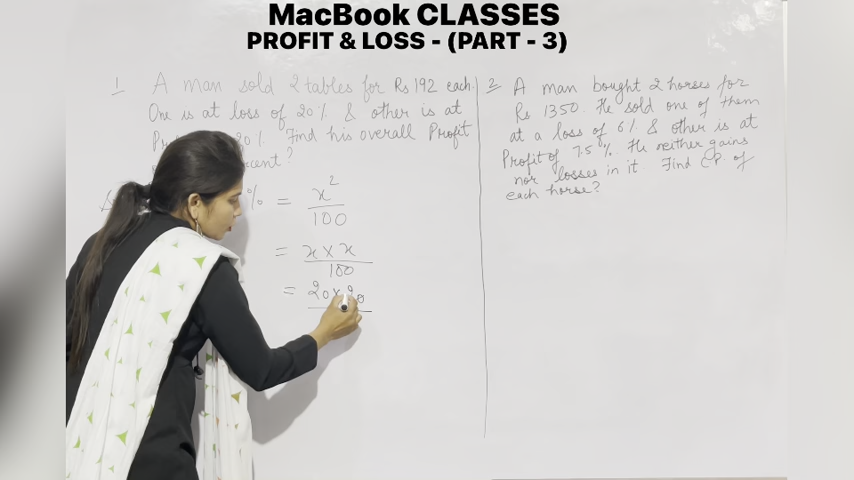 MacBook CLASSES
PROFIT & LOSS - (PART - 3)
1 A man sold 2 tables for Rs 192 each.
One is at loss of 20% & other is at
Profit 20%. Find his overall Profit
percent?
% = x²/100
= x × x/100
= 20×20
2 A man bought 2 horses for
Rs 1350. He sold one of them
at a loss of 6% & other is at
Profit of 7.5%. He neither gains
nor losses in it. Find C.P. of
each horse?